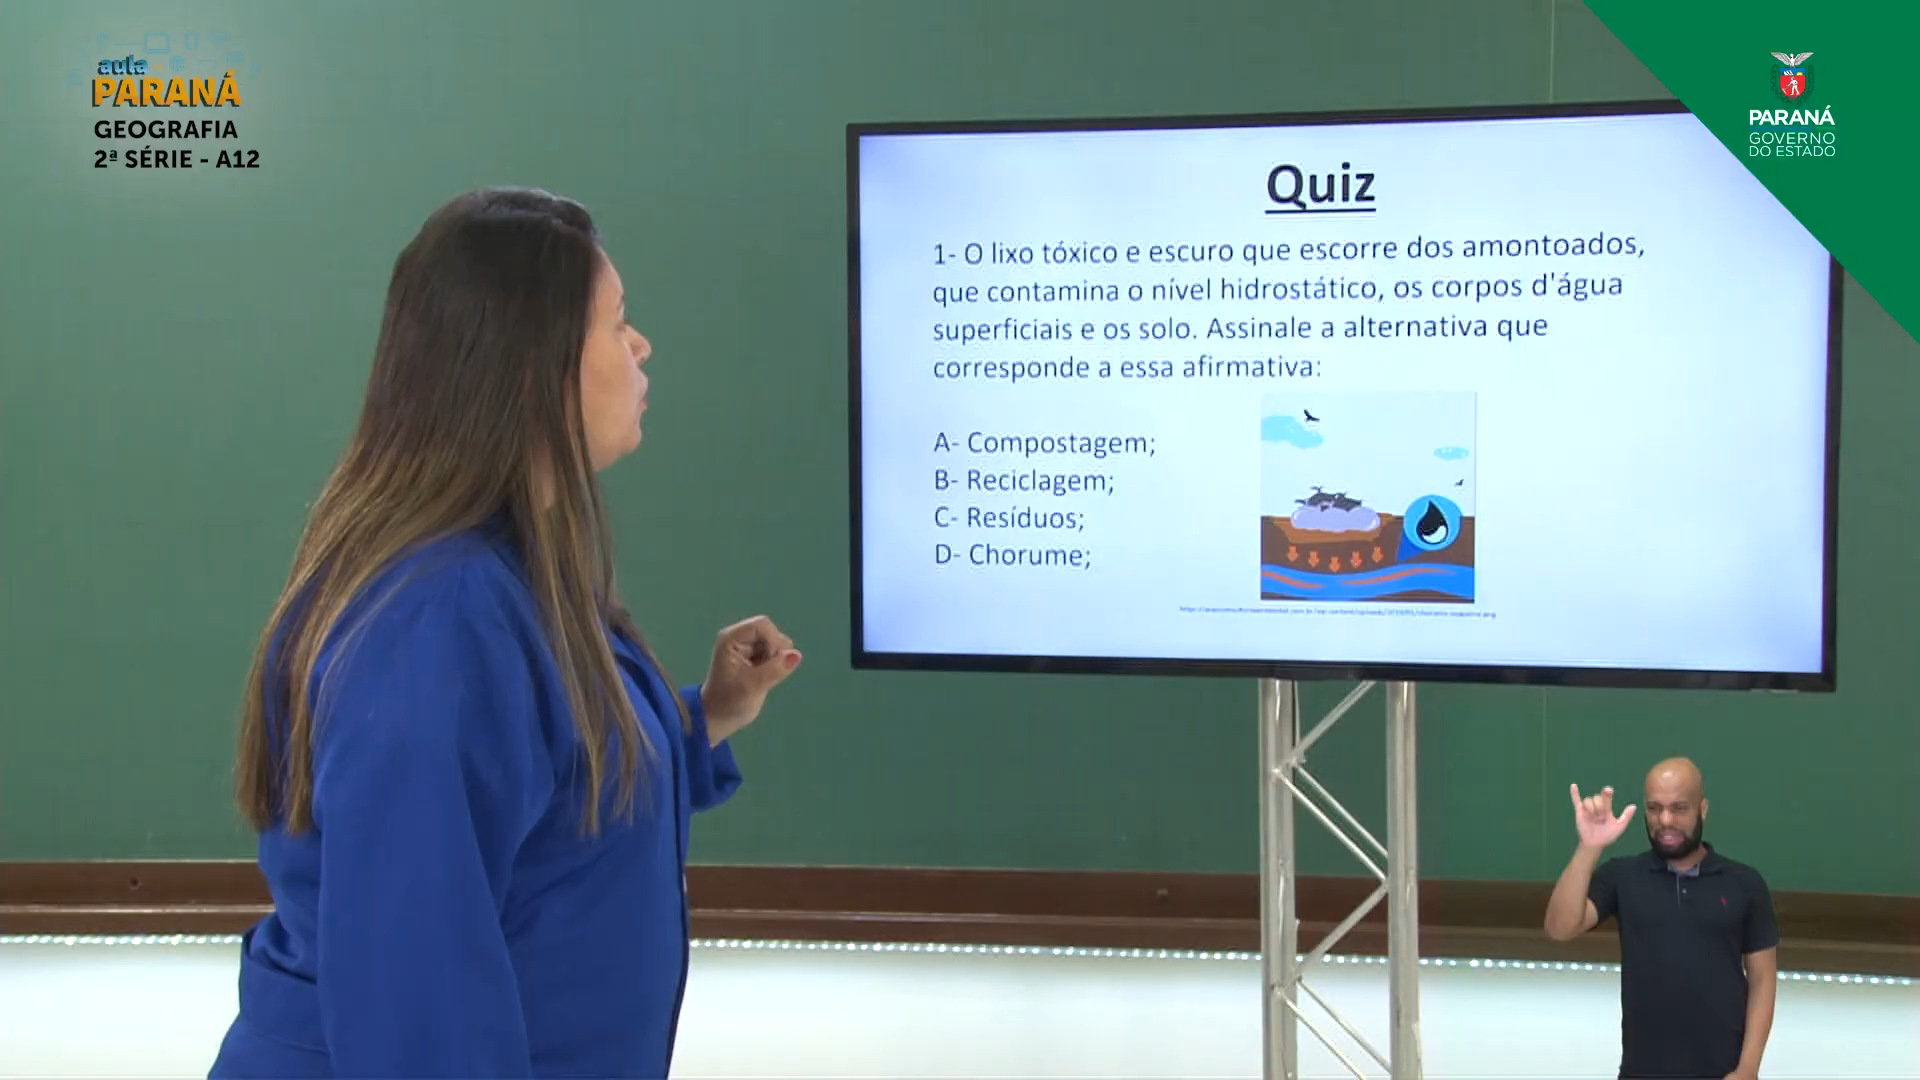 aula
PARANÁ
GEOGRAFIA
2ª SÉRIE - A12
PARANÁ
GOVERNO
DO ESTADO
Quiz
1- O lixo tóxico e escuro que escorre dos amontoados,
que contamina o nível hidrostático, os corpos d'água
superficiais e os solo. Assinale a alternativa que
corresponde a essa afirmativa:
A- Compostagem;
B- Reciclagem;
C- Resíduos;
D- Chorume;